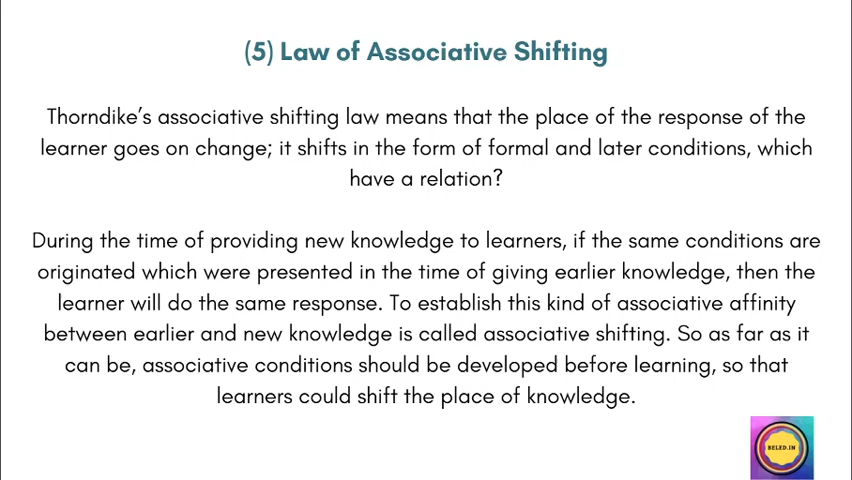 (5) Law of Associative Shifting
Thorndike's associative shifting law means that the place of the response of the
learner goes on change; it shifts in the form of formal and later conditions, which
have a relation?
During the time of providing new knowledge to learners, if the same conditions are
originated which were presented in the time of giving earlier knowledge, then the
learner will do the same response. To establish this kind of associative affinity
between earlier and new knowledge is called associative shifting. So as far as it
can be, associative conditions should be developed before learning, so that
learners could shift the place of knowledge.
BELED.IN